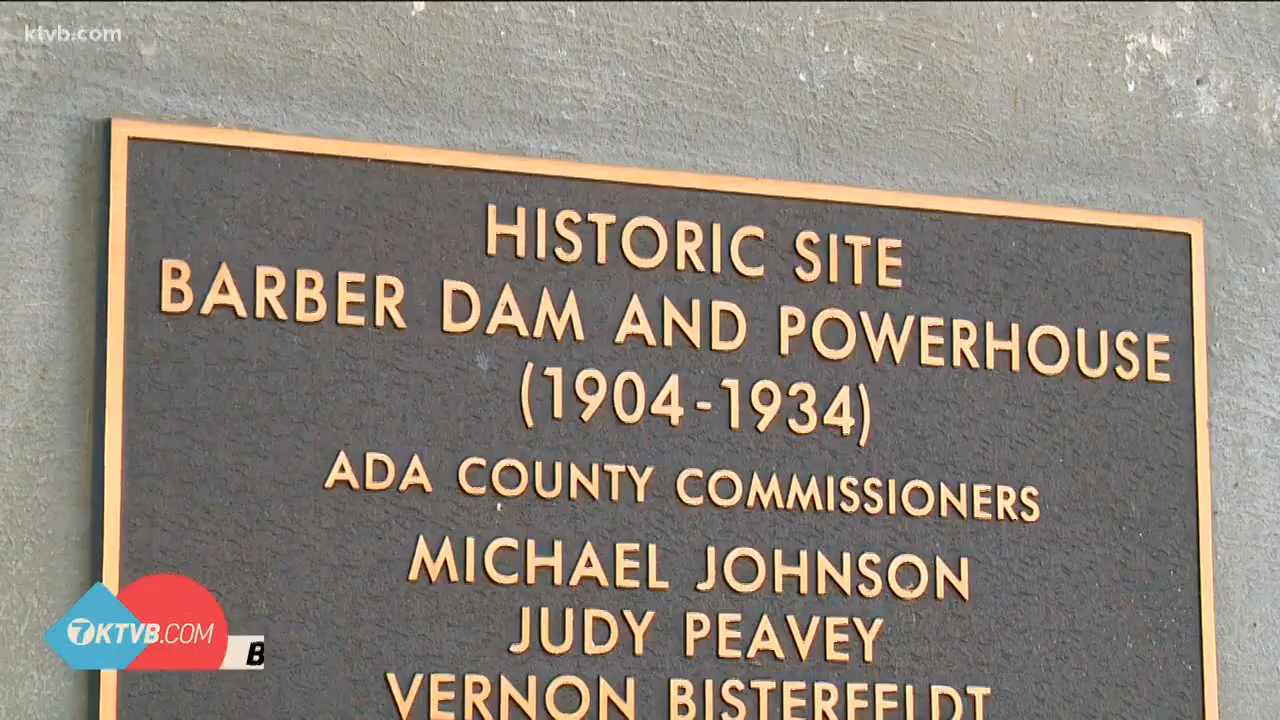 ktvb.com
HISTORIC SITE
BARBER DAM AND POWERHOUSE
(1904-1934)
ADA COUNTY COMMISSIONERS
MICHAEL JOHNSON
JUDY PEAVEY
VERNON BISTERFELDT
7KTVB.COM
B